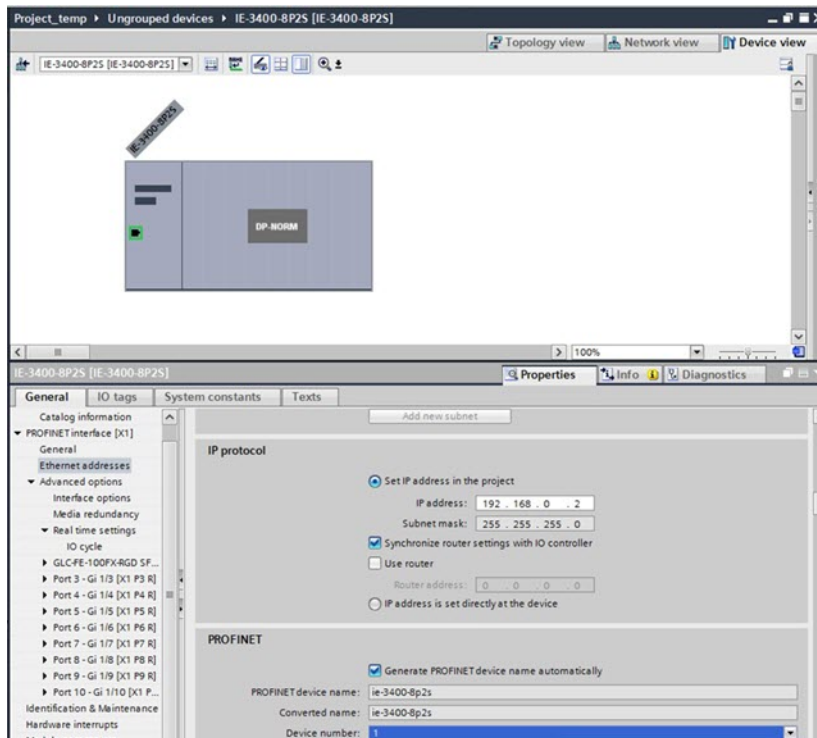 Project_temp ▸ Ungrouped devices ▸ IE-3400-8P2S [IE-3400-8P2S]
Topology view Network view Device view
IE-3400-8P2S [IE-3400-8P2S]
IE-3400-8P2S
DP-NORM
100%
IE-3400-8P2S [IE-3400-8P2S]
Properties Info Diagnostics
General IO tags System constants Texts
Catalog information
PROFINET interface [X1]
General
Ethernet addresses
Advanced options
Interface options
Media redundancy
Real time settings
IO cycle
GLC-FE-100FX-RGD SF...
Port 3 - Gi 1/3 [X1 P3 R]
Port 4 - Gi 1/4 [X1 P4 R]
Port 5 - Gi 1/5 [X1 P5 R]
Port 6 - Gi 1/6 [X1 P6 R]
Port 7 - Gi 1/7 [X1 P7 R]
Port 8 - Gi 1/8 [X1 P8 R]
Port 9 - Gi 1/9 [X1 P9 R]
Port 10 - Gi 1/10 [X1 P...
Identification & Maintenance
Hardware interrupts
Add new subnet
IP protocol
Set IP address in the project
IP address: 192 . 168 . 0 . 2
Subnet mask: 255 . 255 . 255 . 0
Synchronize router settings with IO controller
Use router
Router address: 0 . 0 . 0 . 0
IP address is set directly at the device
PROFINET
Generate PROFINET device name automatically
PROFINET device name: ie-3400-8p2s
Converted name: ie-3400-8p2s
Device number: 1